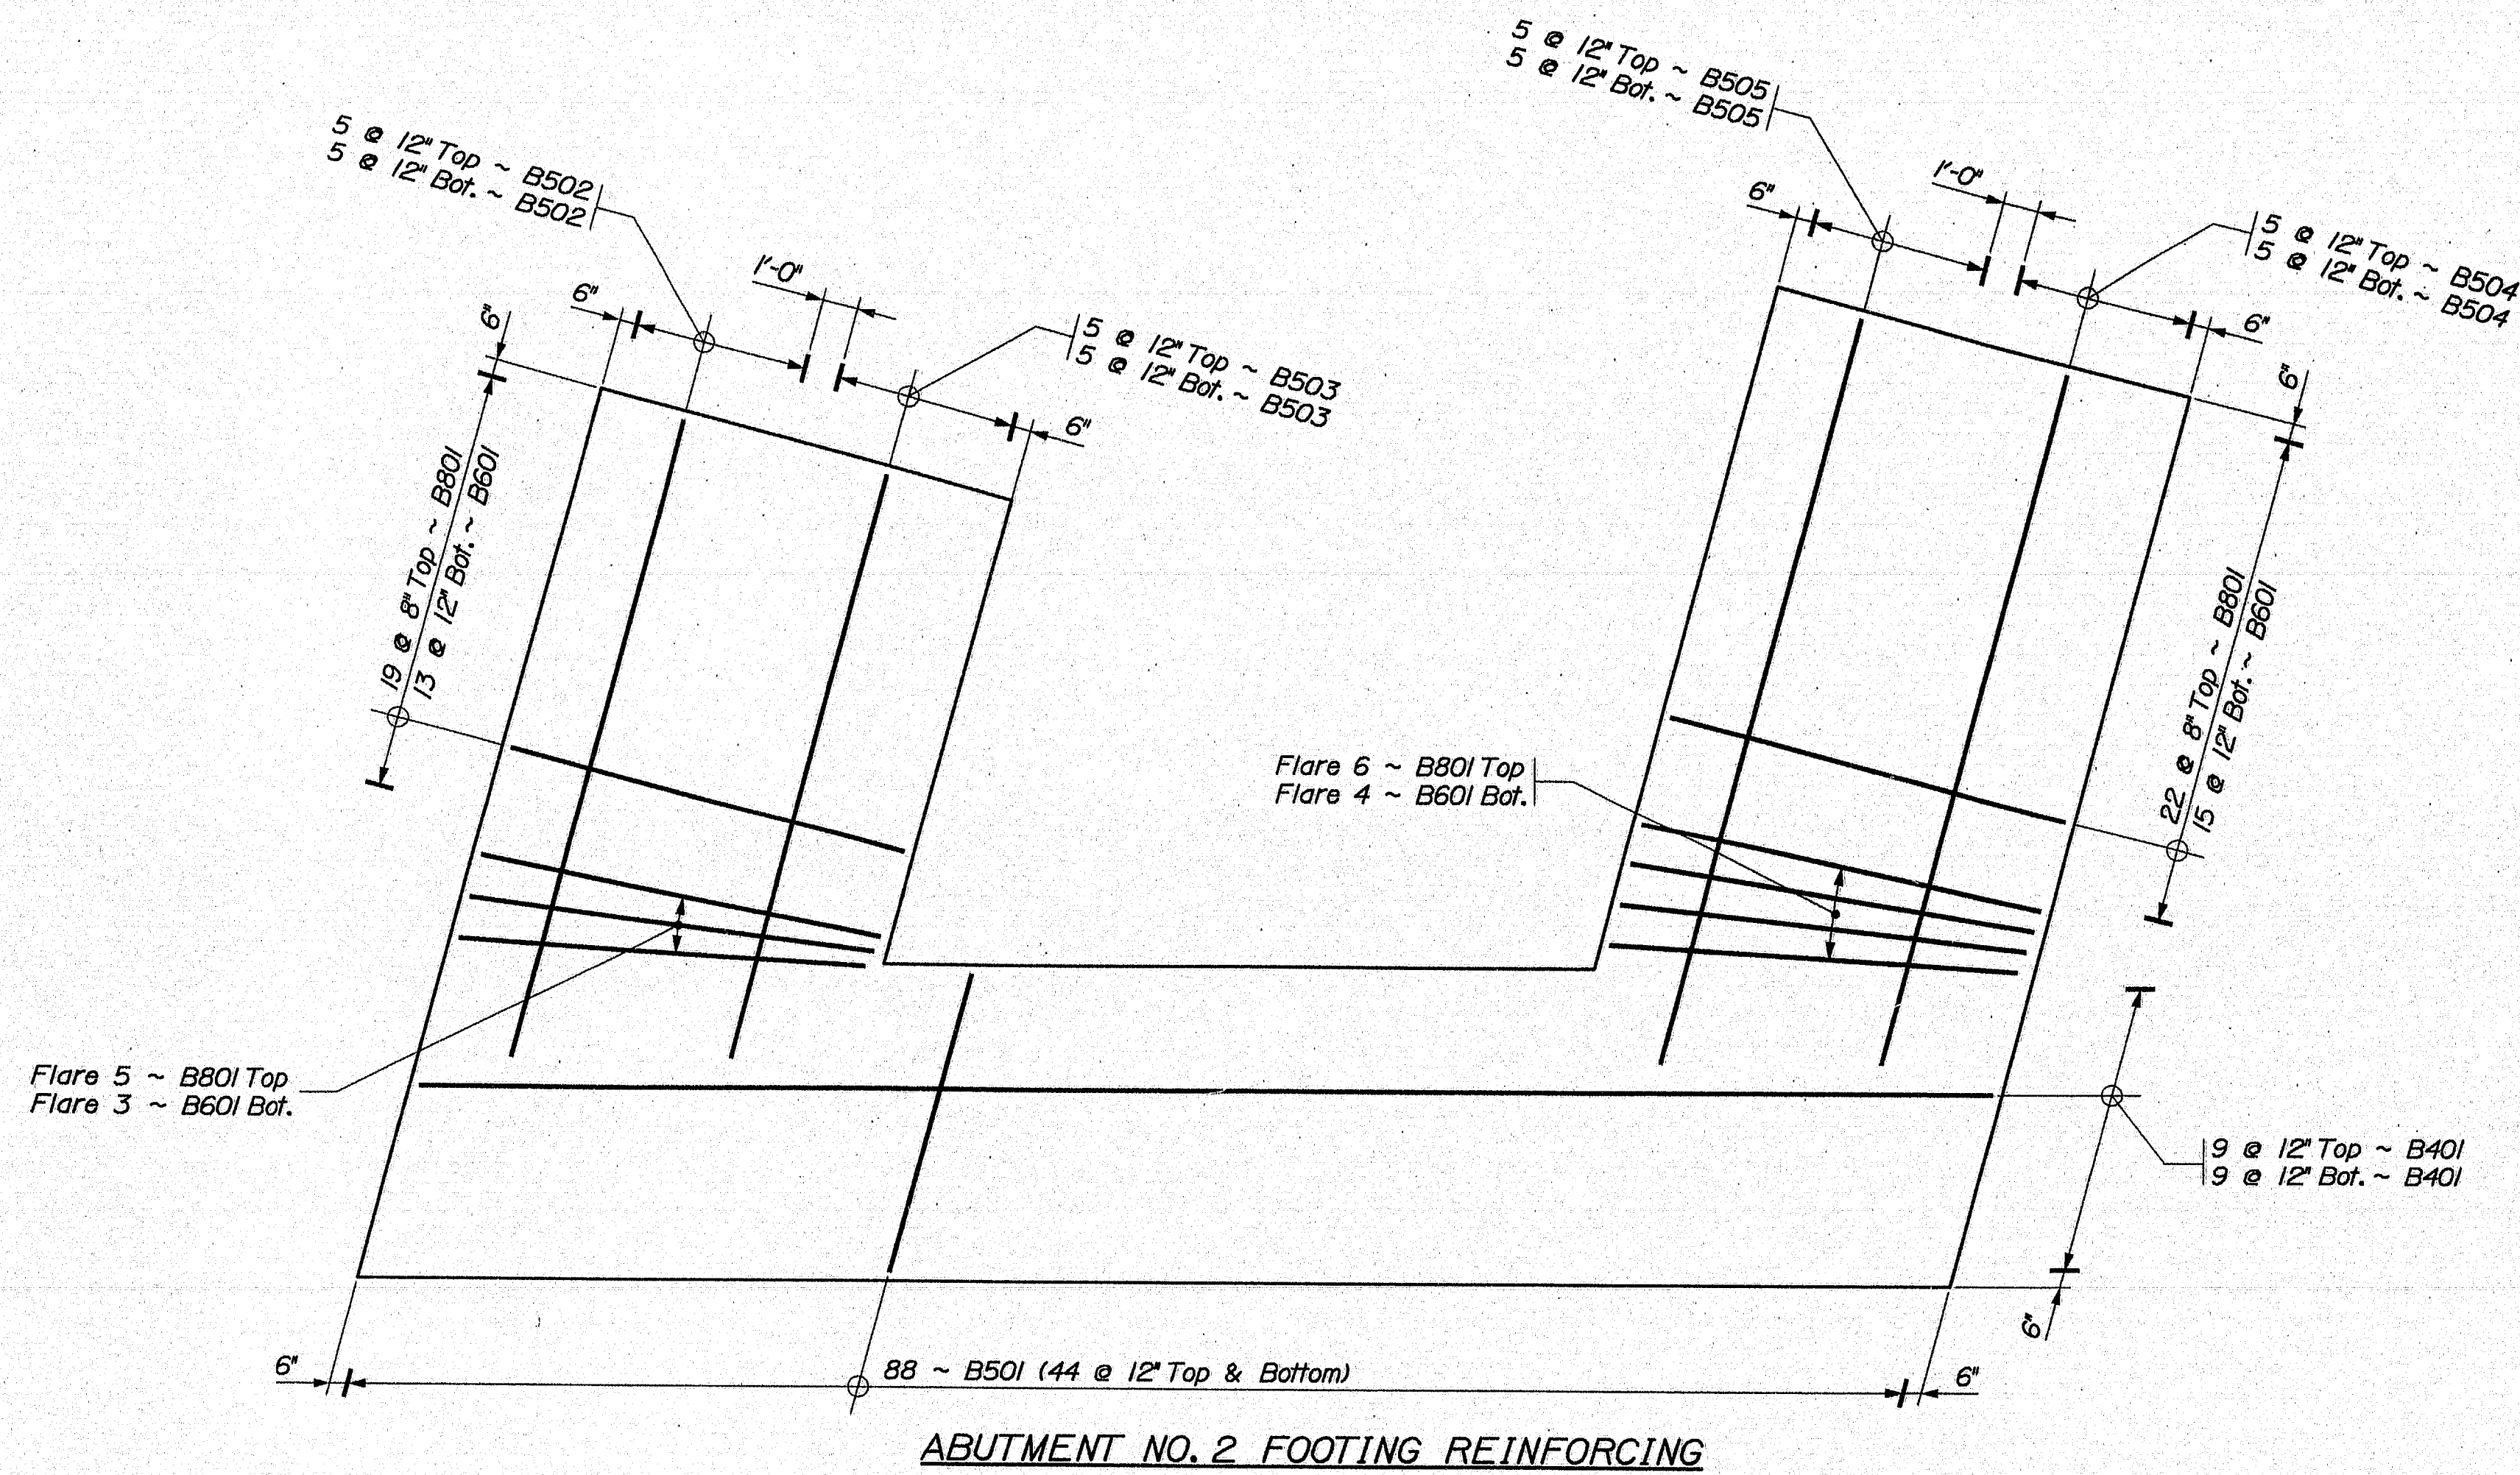 5 @ 12" Top ~ B505
5 @ 12" Bot. ~ B505
5 @ 12" Top ~ B502
5 @ 12" Bot. ~ B502
6"
1'-0"
5 @ 12" Top ~ B504
5 @ 12" Bot. ~ B504
6"
6"
6"
1'-0"
6"
5 @ 12" Top ~ B503
5 @ 12" Bot. ~ B503
6"
6"
19 @ 8" Top ~ B801
13 @ 12" Bot. ~ B601
22 @ 8" Top ~ B801
15 @ 12" Bot. ~ B601
Flare 6 ~ B801 Top
Flare 4 ~ B601 Bot.
Flare 5 ~ B801 Top
Flare 3 ~ B601 Bot.
9 @ 12" Top ~ B401
9 @ 12" Bot. ~ B401
6"
6"
88 ~ B501 (44 @ 12" Top & Bottom)
6"
ABUTMENT NO. 2 FOOTING REINFORCING